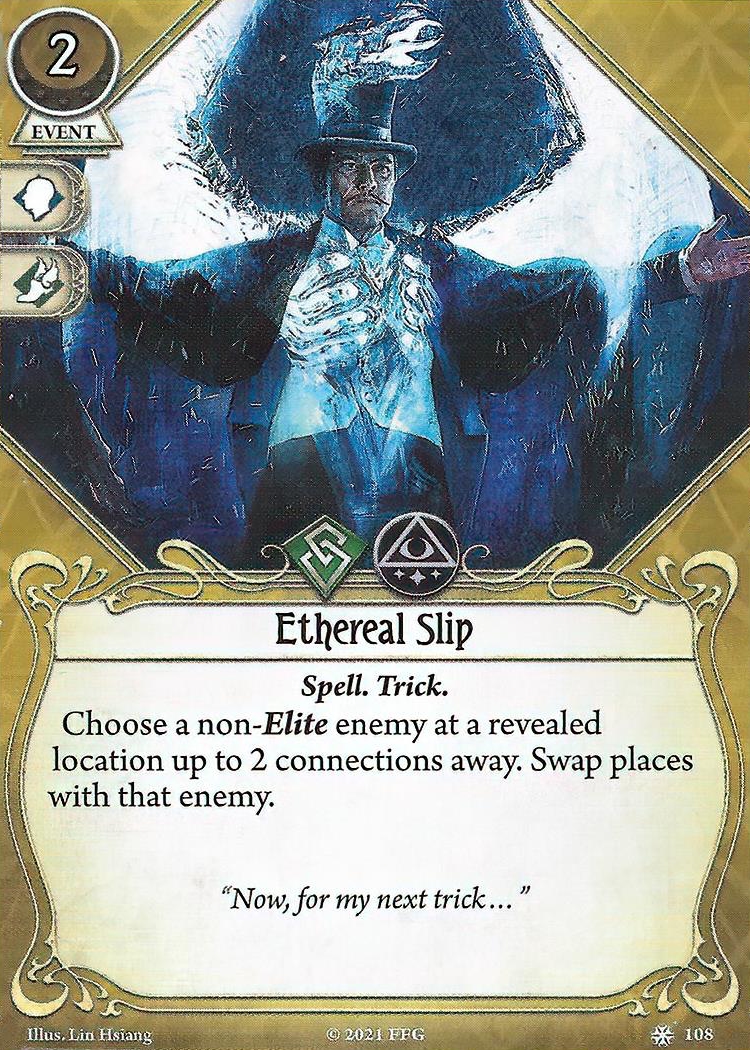 2
EVENT
Ethereal Slip
Spell. Trick.
Choose a non-Elite enemy at a revealed
location up to 2 connections away. Swap places
with that enemy.
“Now, for my next trick… ”
Illus. Lin Hsiang
© 2021 FFG
108